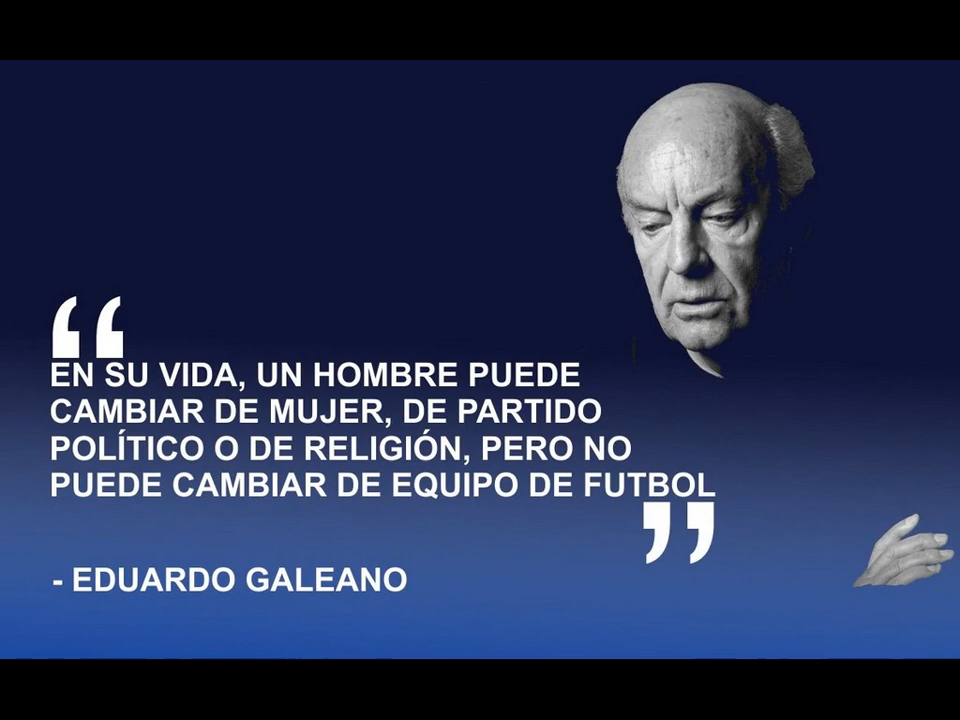 “
EN SU VIDA, UN HOMBRE PUEDE
CAMBIAR DE MUJER, DE PARTIDO
POLÍTICO O DE RELIGIÓN, PERO NO
PUEDE CAMBIAR DE EQUIPO DE FUTBOL
”
- EDUARDO GALEANO